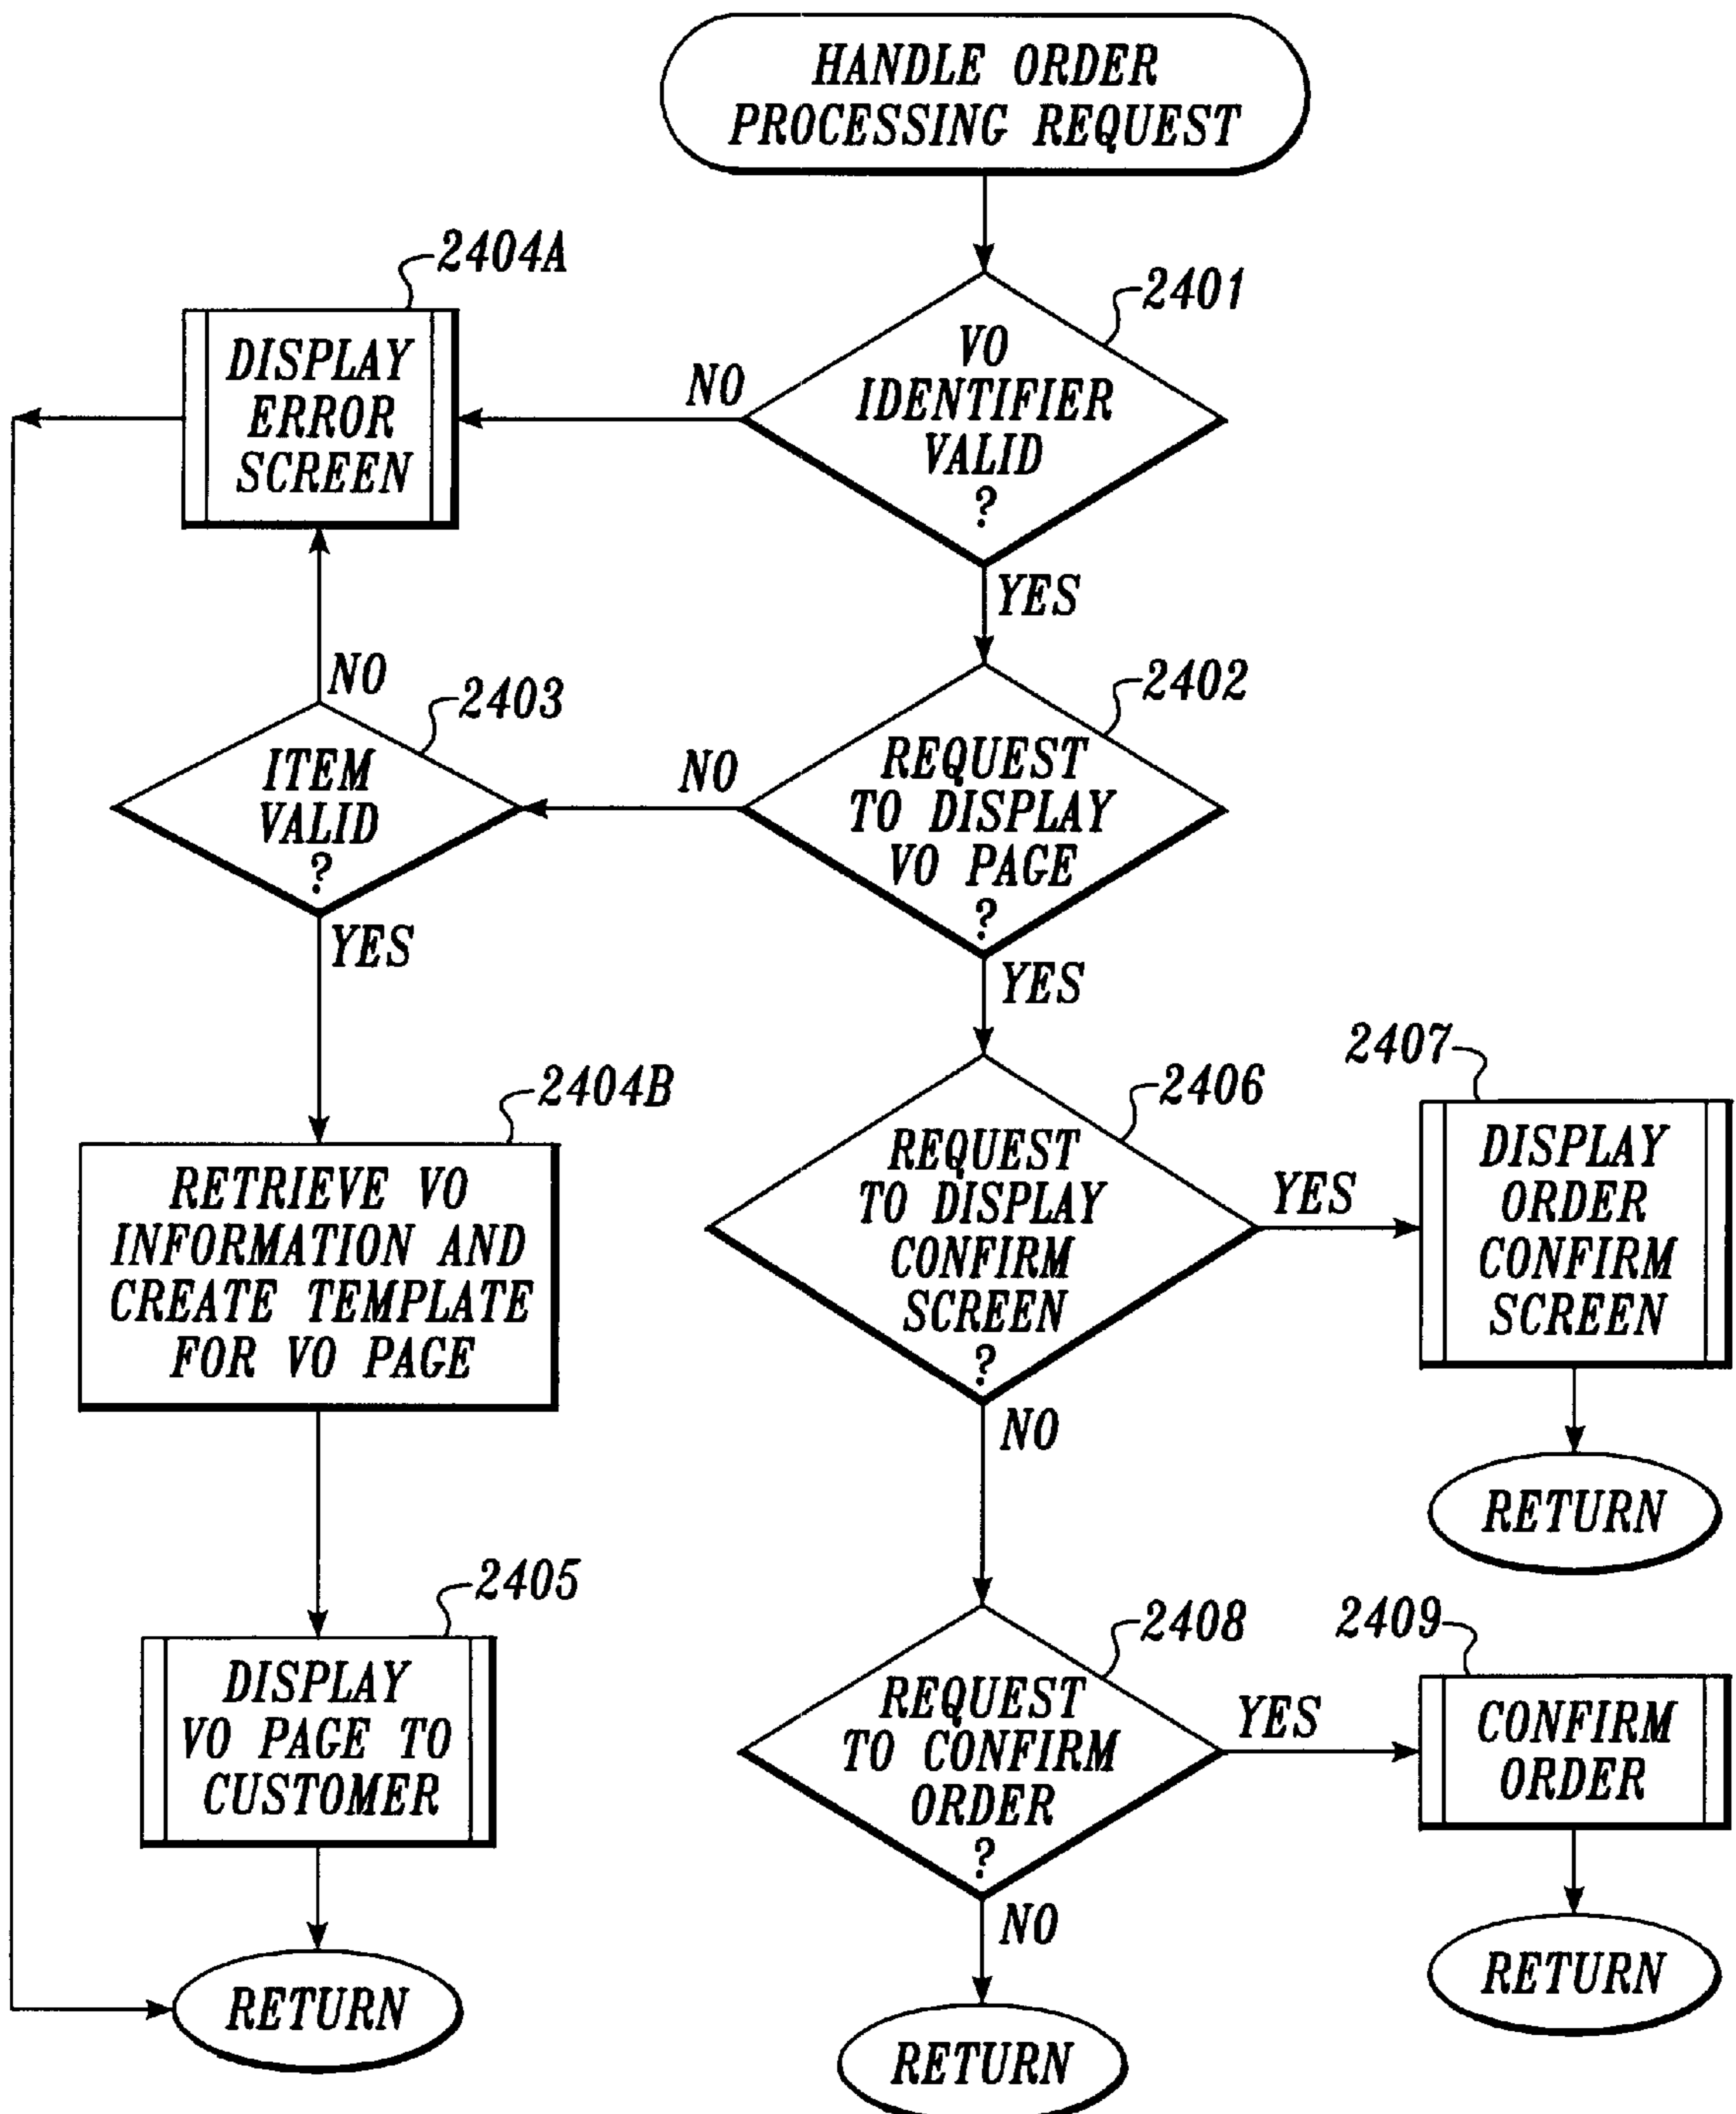 HANDLE ORDER
PROCESSING REQUEST
2404A
DISPLAY
ERROR
SCREEN
NO
2401
VO
IDENTIFIER
VALID
?
YES
NO
2403
ITEM
VALID
?
NO
2402
REQUEST
TO DISPLAY
VO PAGE
?
YES
YES
2404B
RETRIEVE VO
INFORMATION AND
CREATE TEMPLATE
FOR VO PAGE
2406
REQUEST
TO DISPLAY
CONFIRM
SCREEN
?
YES
2407
DISPLAY
ORDER
CONFIRM
SCREEN
NO
RETURN
2405
DISPLAY
VO PAGE TO
CUSTOMER
2408
REQUEST
TO CONFIRM
ORDER
?
YES
2409
CONFIRM
ORDER
NO
RETURN
RETURN
RETURN